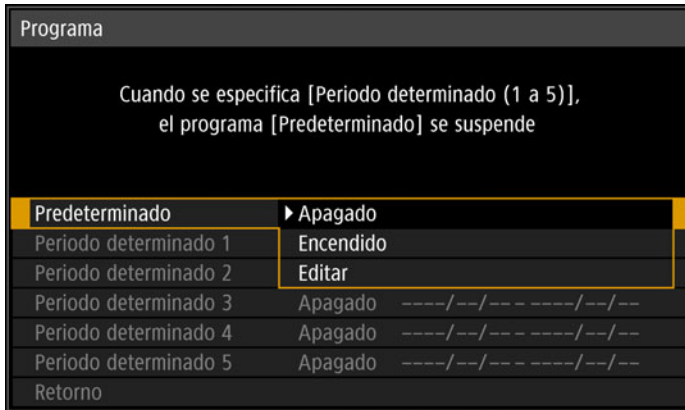 Programa
Cuando se especifica [Periodo determinado (1 a 5)],
el programa [Predeterminado] se suspende
Predeterminado ▶ Apagado
Periodo determinado 1 Encendido
Periodo determinado 2 Editar
Periodo determinado 3 Apagado ----/--/-- – ----/--/--
Periodo determinado 4 Apagado ----/--/-- – ----/--/--
Periodo determinado 5 Apagado ----/--/-- – ----/--/--
Retorno